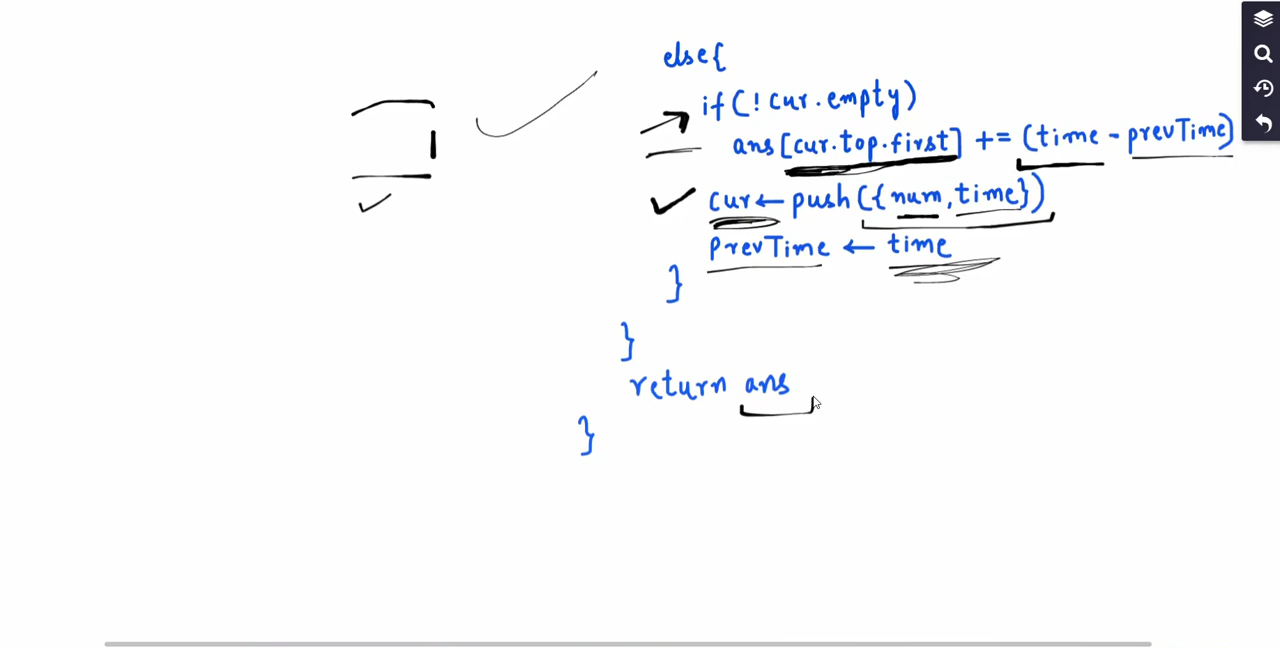 else{
if(!cur.empty)
ans[cur.top.first] += (time - prevTime)
cur ← push({num,time})
PrevTime ← time
}
}
return ans
}